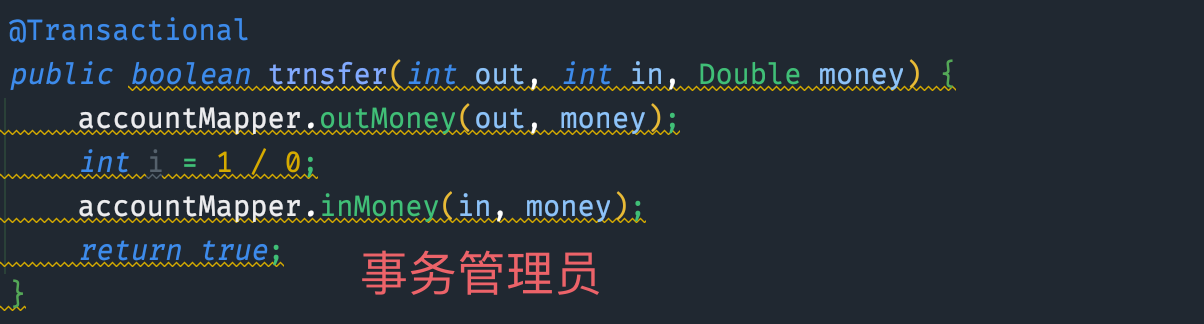 @Transactional
public boolean trnsfer(int out, int in, Double money) {
accountMapper.outMoney(out, money);
int i = 1 / 0;
accountMapper.inMoney(in, money);
return true;
事务管理员
}